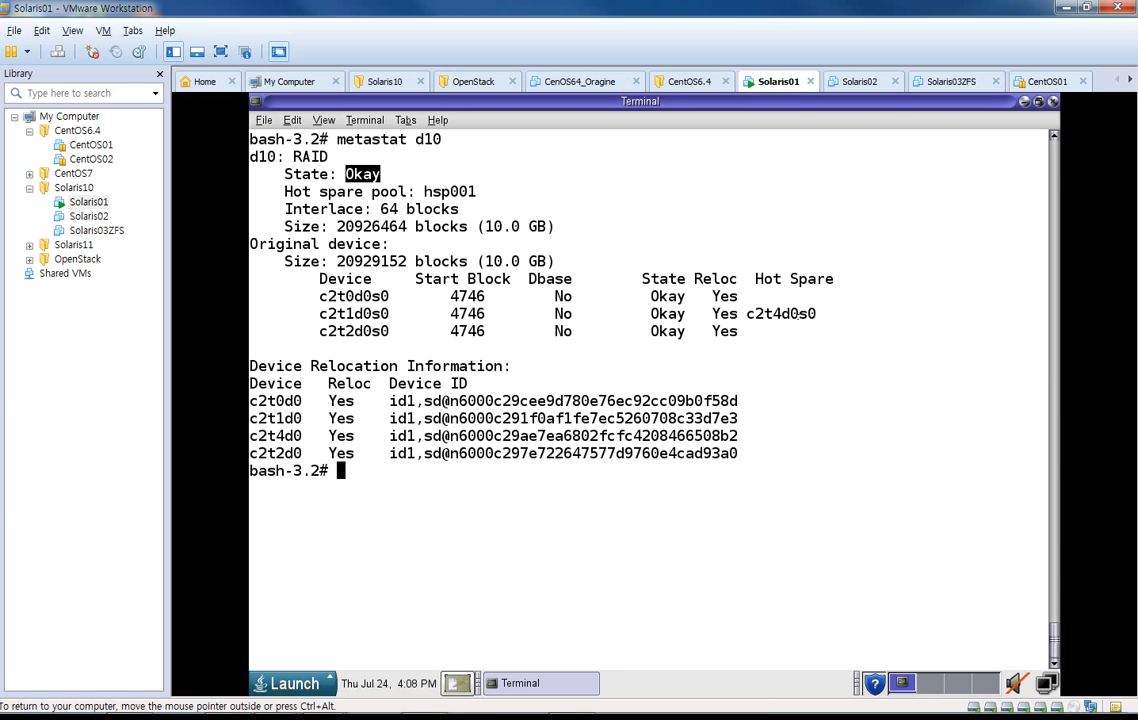 Solaris01 - VMware Workstation
File Edit View VM Tabs Help
Library
Type here to search
My Computer
CentOS6.4
CentOS01
CentOS02
CentOS7
Solaris10
Solaris01
Solaris02
Solaris03ZFS
Solaris11
OpenStack
Shared VMs
Home My Computer Solaris10 OpenStack CenOS64_Oragine CentOS6.4 Solaris01 Solaris02 Solaris03ZFS CentOS01
Terminal
File Edit View Terminal Tabs Help
bash-3.2# metastat d10
d10: RAID
State: Okay
Hot spare pool: hsp001
Interlace: 64 blocks
Size: 20926464 blocks (10.0 GB)
Original device:
Size: 20929152 blocks (10.0 GB)
Device Start Block Dbase State Reloc Hot Spare
c2t0d0s0 4746 No Okay Yes
c2t1d0s0 4746 No Okay Yes c2t4d0s0
c2t2d0s0 4746 No Okay Yes
Device Relocation Information:
Device Reloc Device ID
c2t0d0 Yes id1,sd@n6000c29cee9d780e76ec92cc09b0f58d
c2t1d0 Yes id1,sd@n6000c291f0af1fe7ec5260708c33d7e3
c2t4d0 Yes id1,sd@n6000c29ae7ea6802fcfc4208466508b2
c2t2d0 Yes id1,sd@n6000c297e722647577d9760e4cad93a0
bash-3.2#
Launch Thu Jul 24, 4:08 PM Terminal
To return to your computer, move the mouse pointer outside or press Ctrl+Alt.